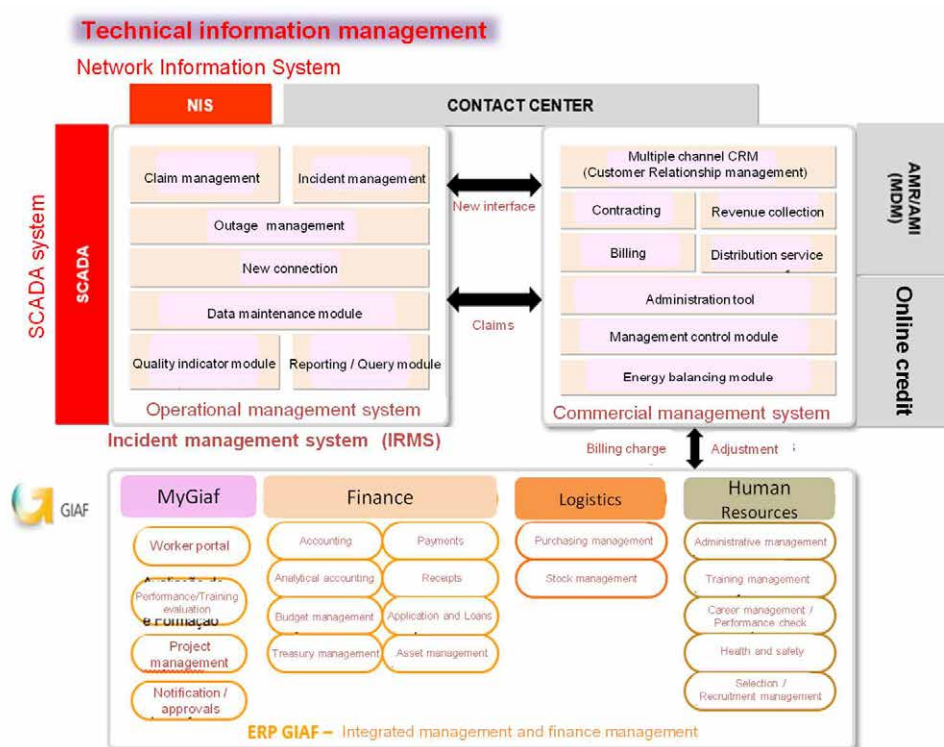 Technical information management
Network Information System
NIS
CONTACT CENTER
SCADA system
SCADA
Claim management
Incident management
Outage management
New connection
Data maintenance module
Quality indicator module
Reporting / Query module
Operational management system
Incident management system (IRMS)
New interface
Claims
Multiple channel CRM
(Customer Relationship management)
Contracting
Revenue collection
Billing
Distribution service
Administration tool
Management control module
Energy balancing module
Commercial management system
AMR/AMI
(MDM)
Online credit
Billing charge
Adjustment
GIAF
MyGiaf
Worker portal
Performance/Training
evaluation
e Formação
Project
management
Notification /
approvals
Finance
Accounting
Payments
Analytical accounting
Receipts
Budget management
Application and Loans
Treasury management
Asset management
Logistics
Purchasing management
Stock management
Human
Resources
Administrative management
Training management
Career management /
Performance check
Health and safety
Selection /
Recruitment management
ERP GIAF – Integrated management and finance management